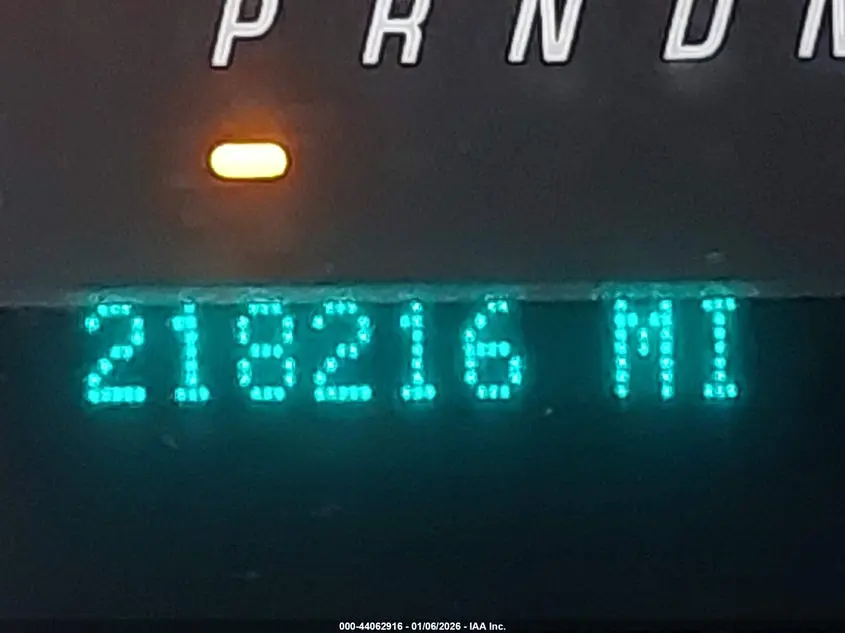 P R N D N
218216 MI
000-44062916 - 01/06/2026 - IAA Inc.